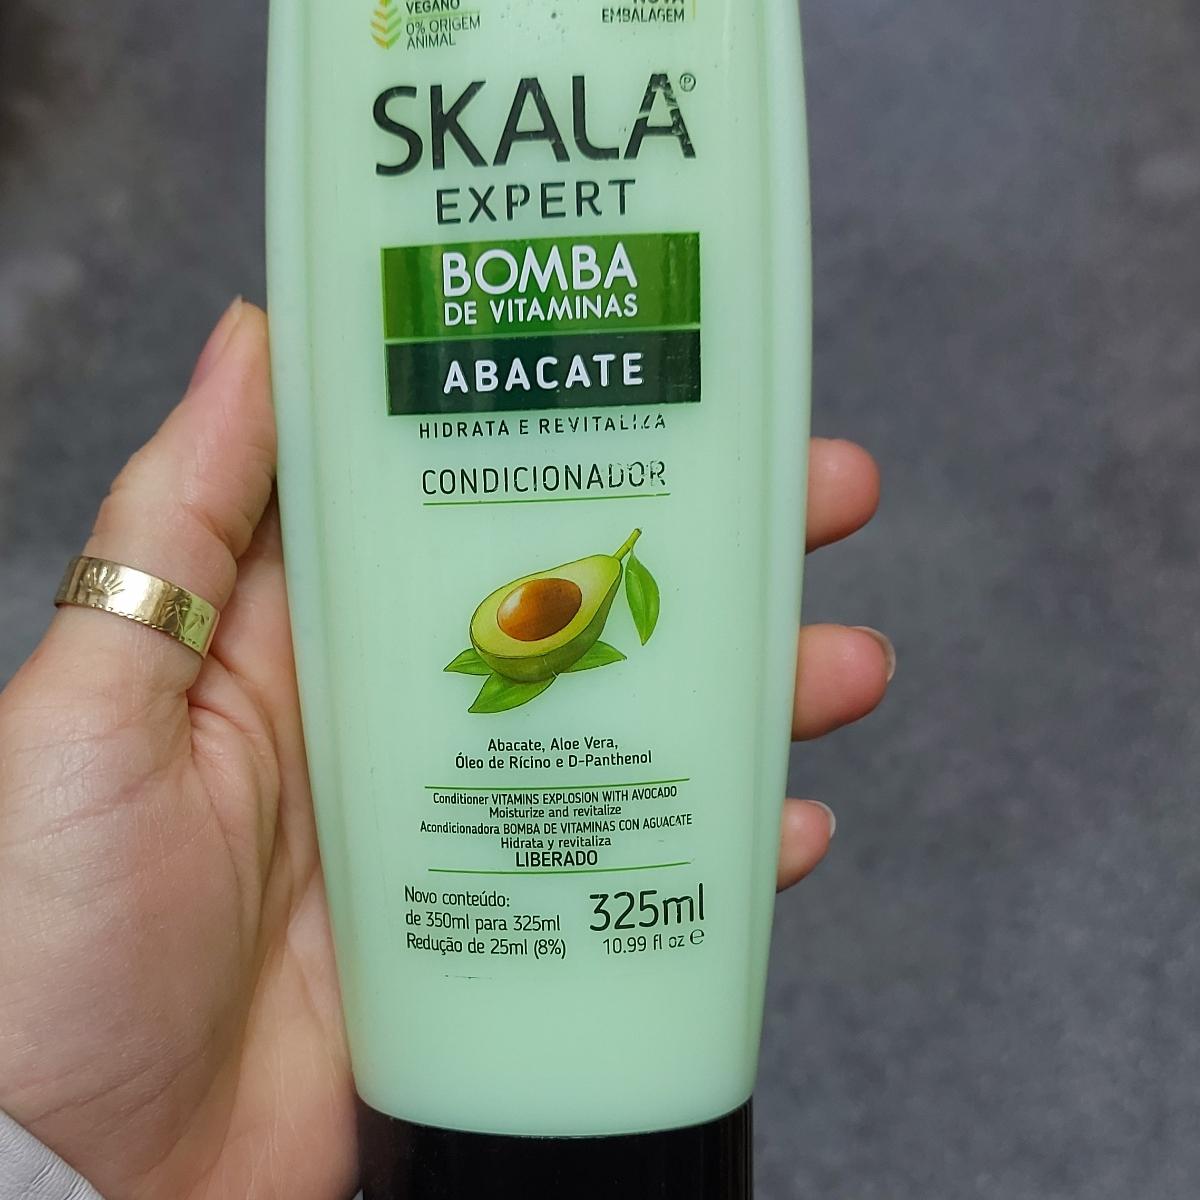 VEGANO
0% ORIGEM
ANIMAL
NOVA
EMBALAGEM
SKALA®
EXPERT
BOMBA
DE VITAMINAS
ABACATE
HIDRATA E REVITALIZA
CONDICIONADOR
Abacate, Aloe Vera,
Óleo de Rícino e D-Panthenol
Conditioner VITAMINS EXPLOSION WITH AVOCADO
Moisturize and revitalize
Acondicionadora BOMBA DE VITAMINAS CON AGUACATE
Hidrata y revitaliza
LIBERADO
Novo conteúdo:
de 350ml para 325ml
Redução de 25ml (8%)
325ml
10.99 fl oz ℮